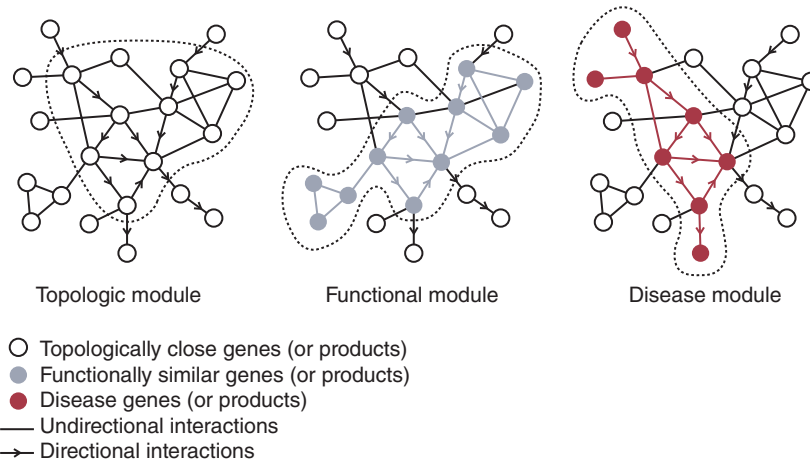 Topologic module
Functional module
Disease module
Topologically close genes (or products)
Functionally similar genes (or products)
Disease genes (or products)
Undirectional interactions
Directional interactions